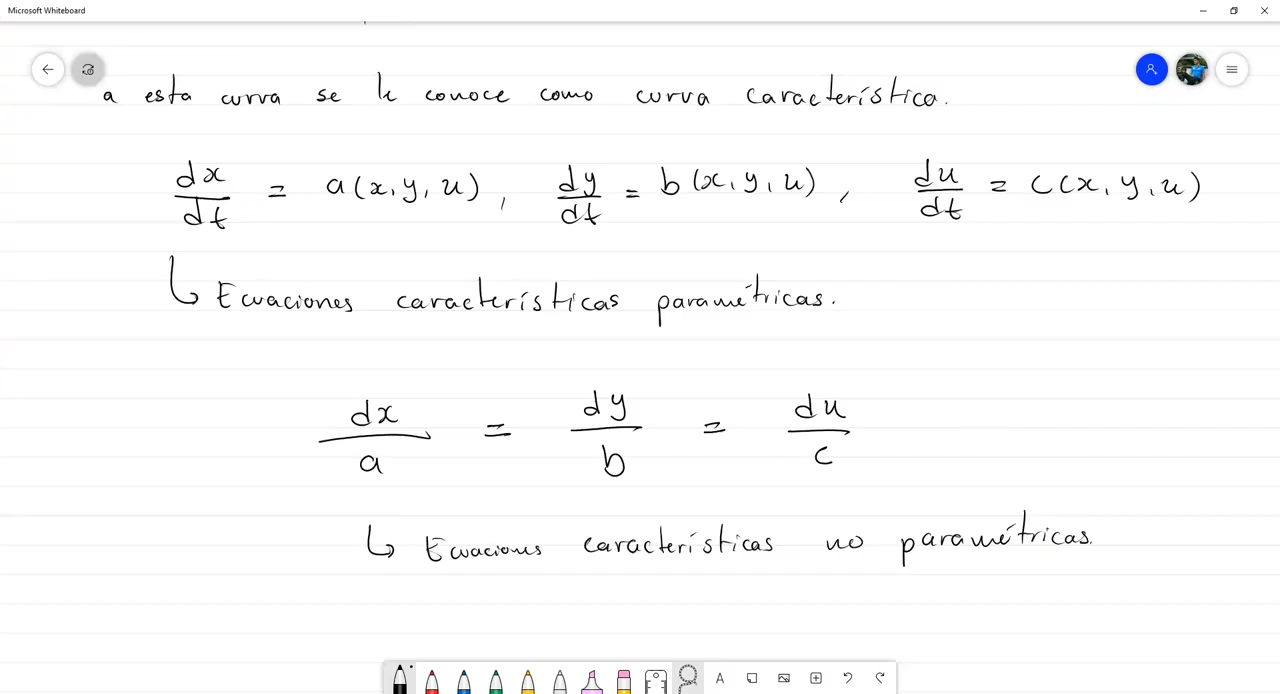 Microsoft Whiteboard
a esta curva se le conoce como curva característica.
dx/dt = a(x, y, u), dy/dt = b(x, y, u), du/dt = c(x, y, u)
↳ Ecuaciones características paramétricas.
dx/a = dy/b = du/c
↳ Ecuaciones características no paramétricas.